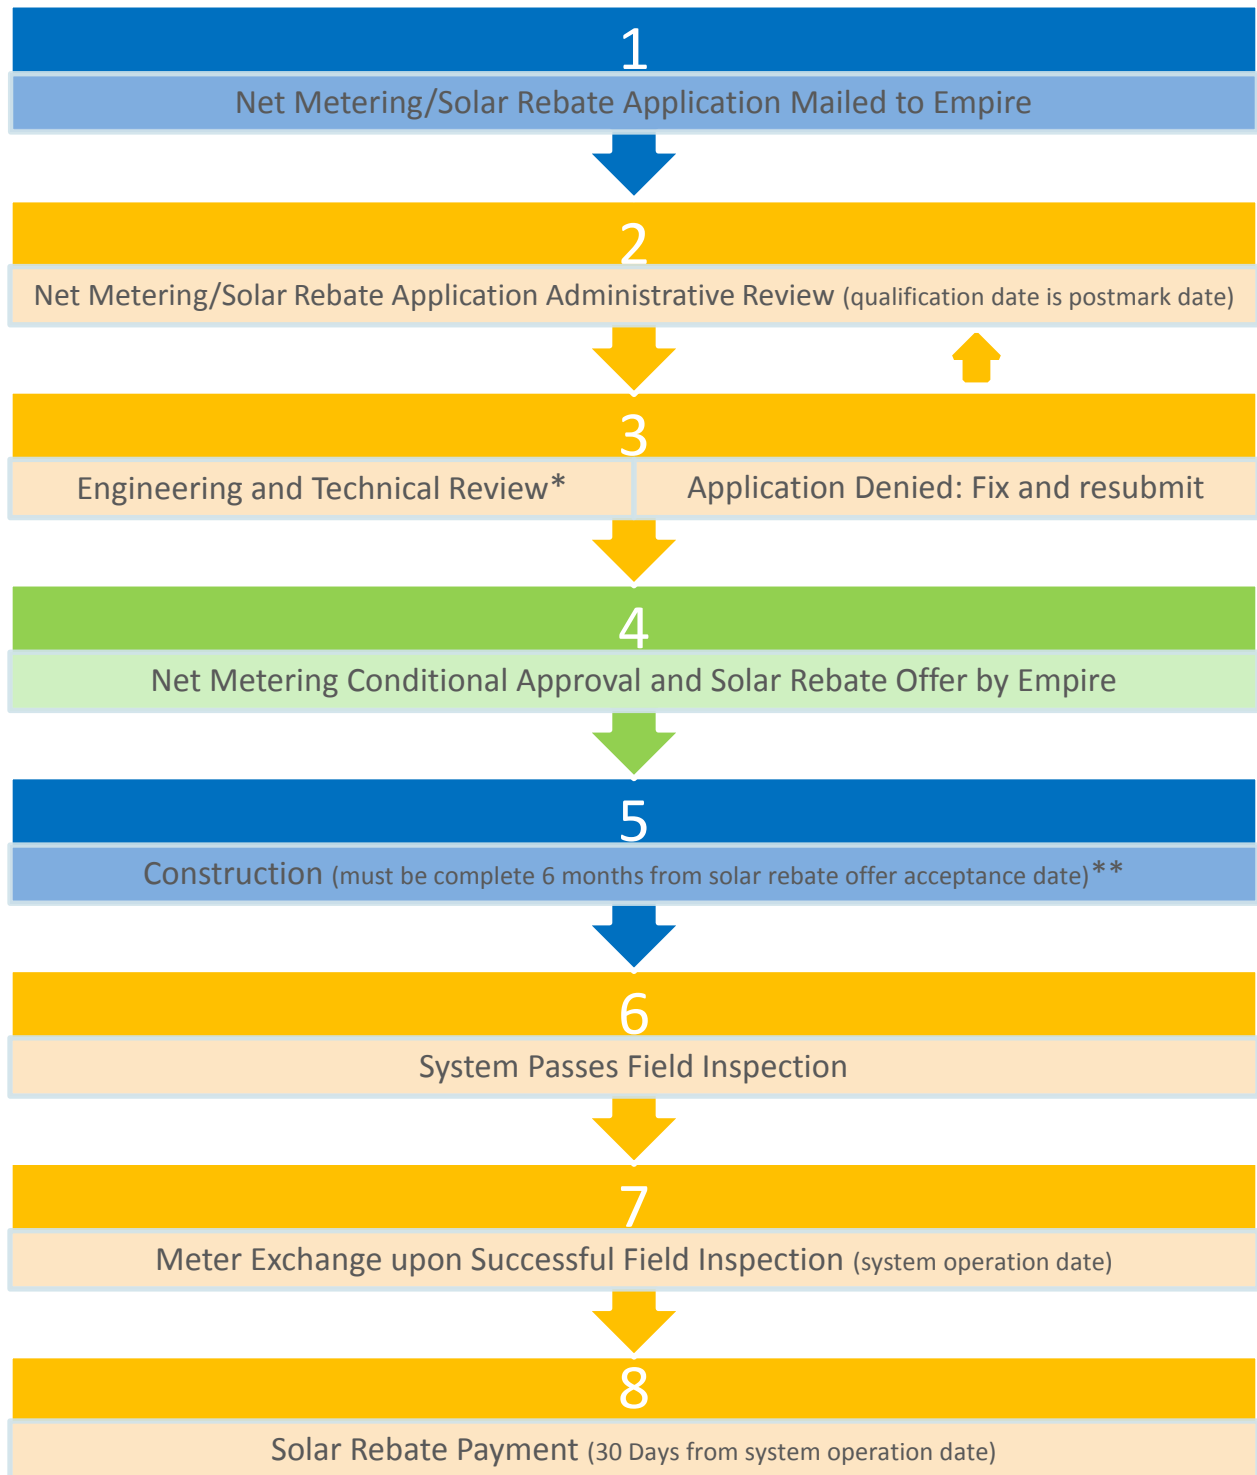 1
Net Metering/Solar Rebate Application Mailed to Empire
2
Net Metering/Solar Rebate Application Administrative Review (qualification date is postmark date)
3
Engineering and Technical Review*
Application Denied: Fix and resubmit
4
Net Metering Conditional Approval and Solar Rebate Offer by Empire
5
Construction (must be complete 6 months from solar rebate offer acceptance date)**
6
System Passes Field Inspection
7
Meter Exchange upon Successful Field Inspection (system operation date)
8
Solar Rebate Payment (30 Days from system operation date)